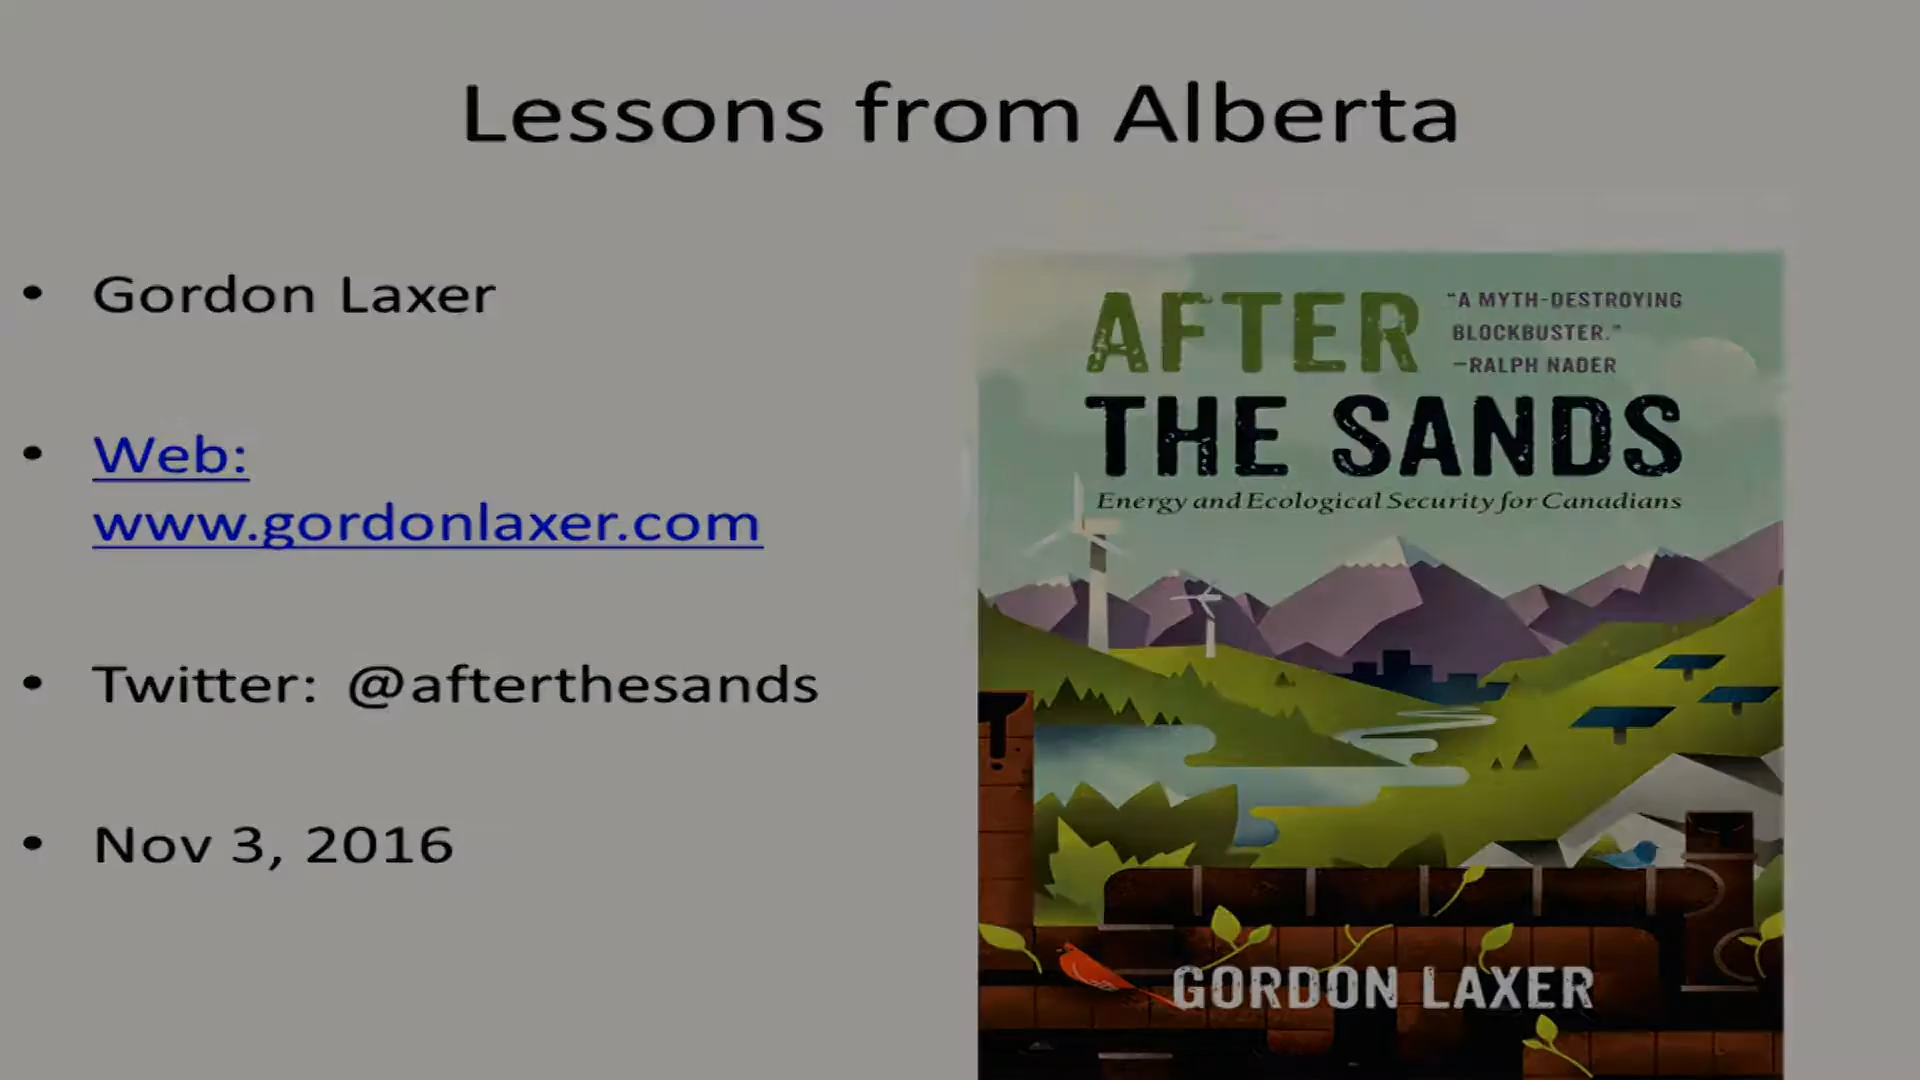 Lessons from Alberta
• Gordon Laxer
• Web:
www.gordonlaxer.com
• Twitter: @afterthesands
• Nov 3, 2016
AFTER
THE SANDS
"A MYTH-DESTROYING
BLOCKBUSTER."
—RALPH NADER
Energy and Ecological Security for Canadians
GORDON LAXER